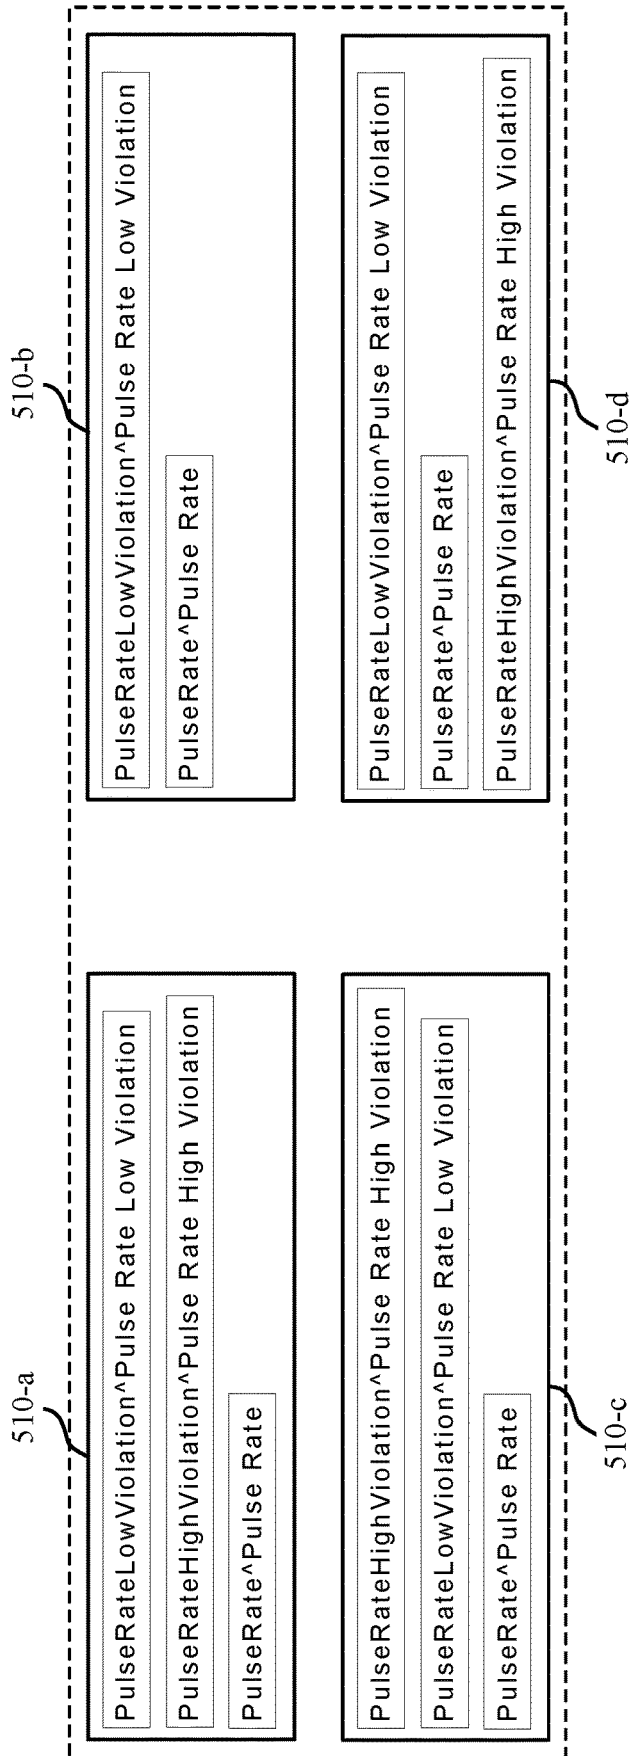 510-a
PulseRateLowViolation^Pulse Rate Low Violation
PulseRateHighViolation^Pulse Rate High Violation
PulseRate^Pulse Rate
510-b
PulseRateLowViolation^Pulse Rate Low Violation
PulseRate^Pulse Rate
PulseRateHighViolation^Pulse Rate High Violation
PulseRateLowViolation^Pulse Rate Low Violation
PulseRate^Pulse Rate
510-c
PulseRateLowViolation^Pulse Rate Low Violation
PulseRate^Pulse Rate
PulseRateHighViolation^Pulse Rate High Violation
510-d